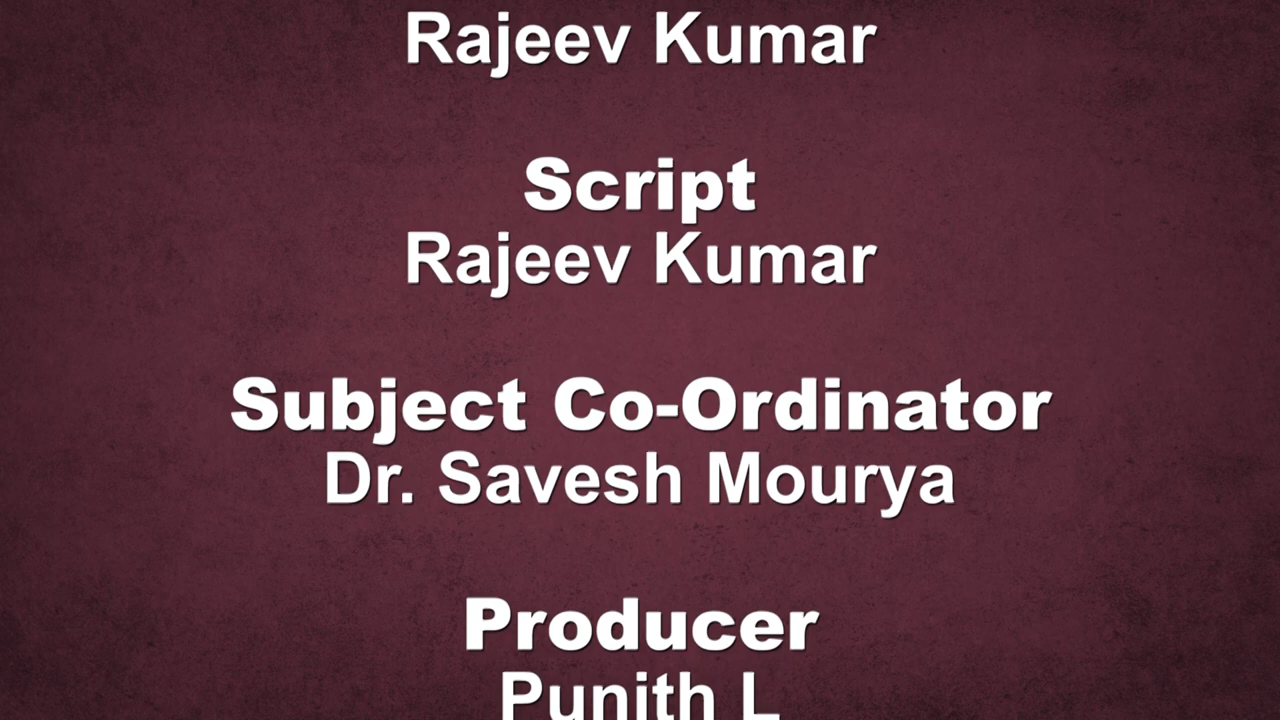 Rajeev Kumar
Script
Rajeev Kumar
Subject Co-Ordinator
Dr. Savesh Mourya
Producer
Punith L